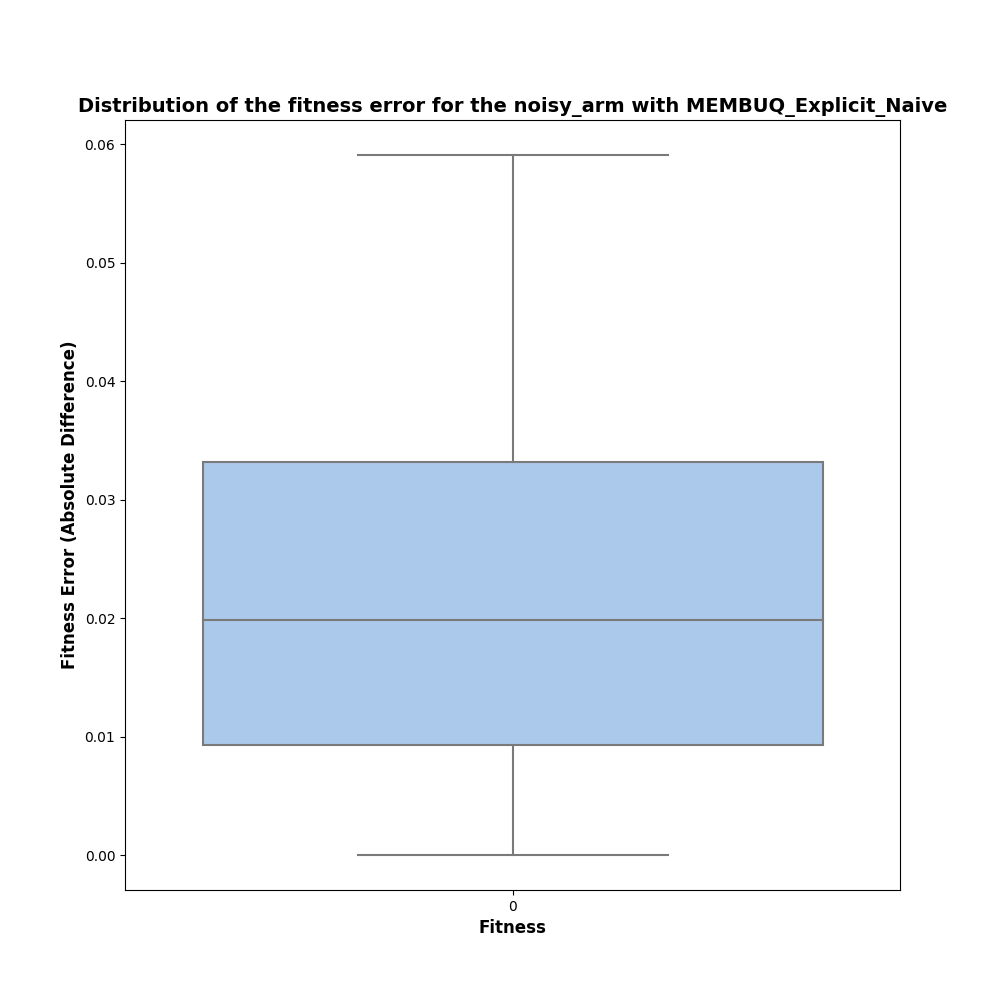 Distribution of the fitness error for the noisy_arm with MEMBUQ_Explicit_Naive
0.06
0.05
0.04
0.03
0.02
0.01
0.00
Fitness Error (Absolute Difference)
0
Fitness